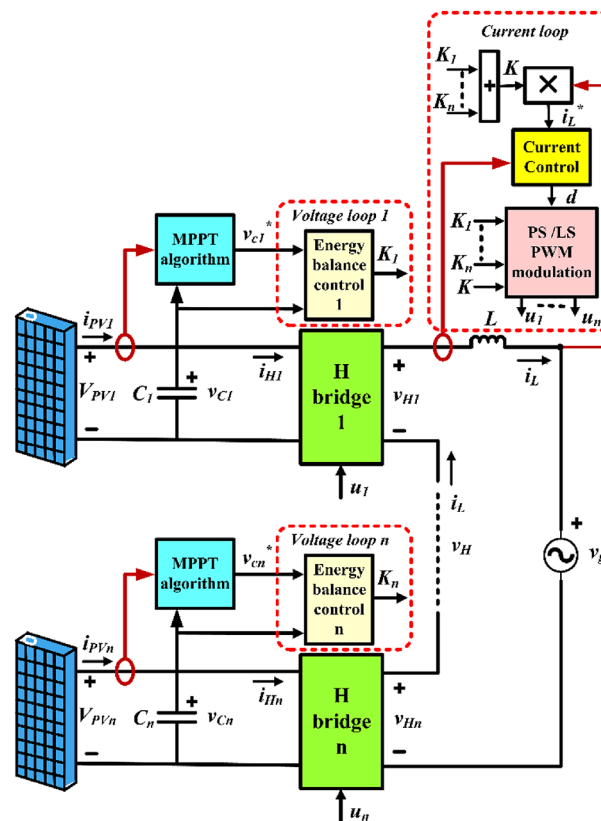 Current loop
K1
K
Kn
+
×
iL*
Current
Control
d
K1
Kn
K
PS /LS
PWM
modulation
u1
un
Voltage loop 1
MPPT
algorithm
vc1*
Energy
balance
control
1
K1
iPV1
+
VPV1
−
C1
+
vC1
iH1
H
bridge
1
+
vH1
−
L
iL
u1
iL
vH
+
Voltage loop n
MPPT
algorithm
vcn*
Energy
balance
control
n
Kn
iPVn
+
VPVn
−
Cn
+
vCn
iHn
H
bridge
n
+
vHn
−
un